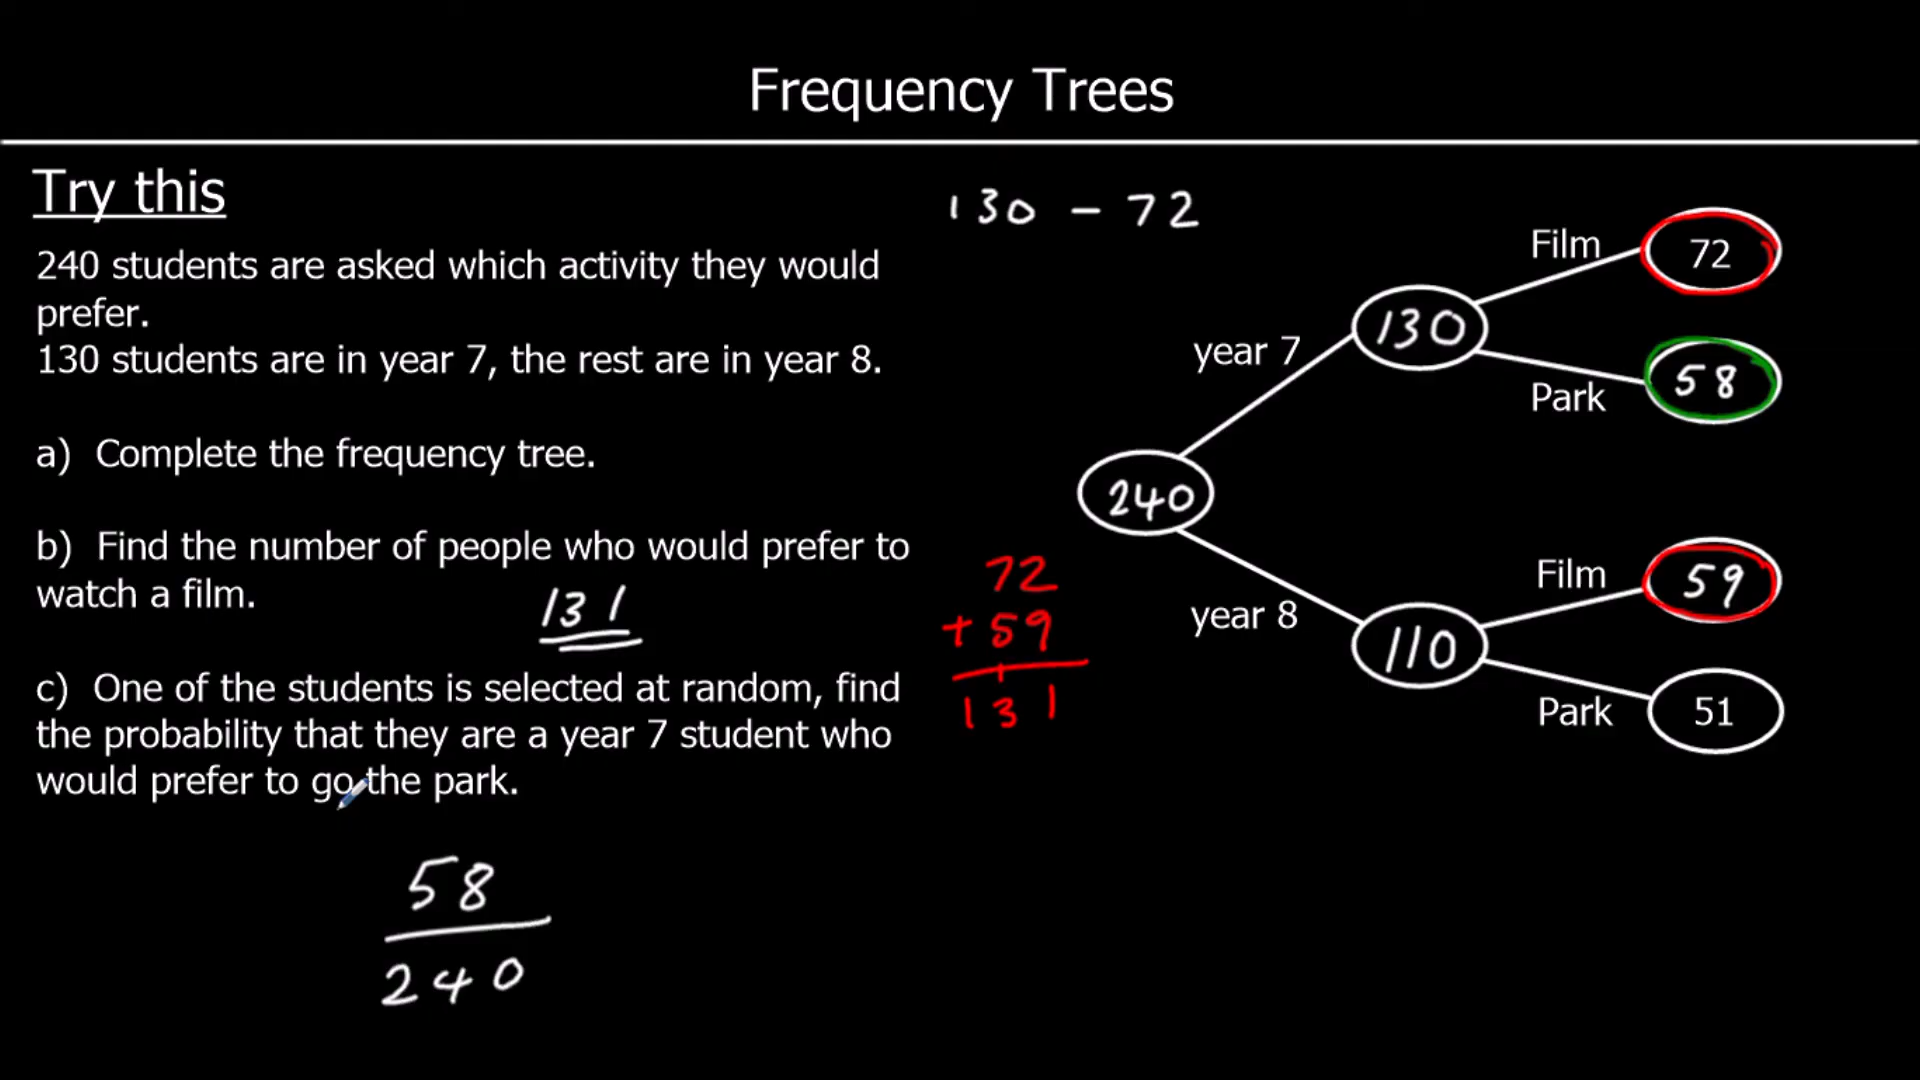 Frequency Trees
Try this
240 students are asked which activity they would
prefer.
130 students are in year 7, the rest are in year 8.
a) Complete the frequency tree.
b) Find the number of people who would prefer to
watch a film.
131
c) One of the students is selected at random, find
the probability that they are a year 7 student who
would prefer to go the park.
58
240
130 - 72
72
+ 59
1
131
240
year 7
130
Film
72
Park
58
year 8
110
Film
59
Park
51